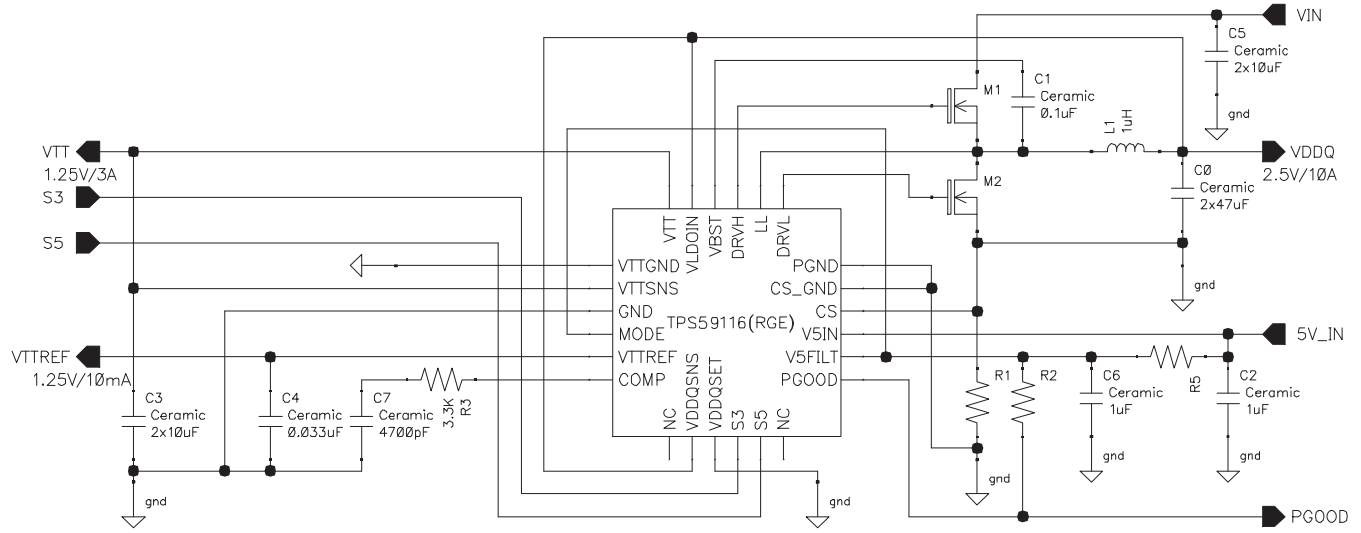 VIN
C5
Ceramic
2x10uF
gnd
M1
C1
Ceramic
0.1uF
L1
1uH
VTT
1.25V/3A
VDDQ
2.5V/10A
S3
M2
C0
Ceramic
2x47uF
S5
gnd
VTT
VLDOIN
VBST
DRVH
LL
DRVL
VTTGND
PGND
VTTSNS
CS_GND
GND
CS
TPS59116(RGE)
MODE
V5IN
5V_IN
VTTREF
1.25V/10mA
VTTREF
V5FILT
COMP
PGOOD
NC
VDDQSNS
VDDQSET
S3
S5
NC
C3
Ceramic
2x10uF
C4
Ceramic
0.033uF
C7
Ceramic
4700pF
3.3K
R3
R1
R2
C6
Ceramic
1uF
R5
C2
Ceramic
1uF
gnd
gnd
gnd
gnd
gnd
PGOOD